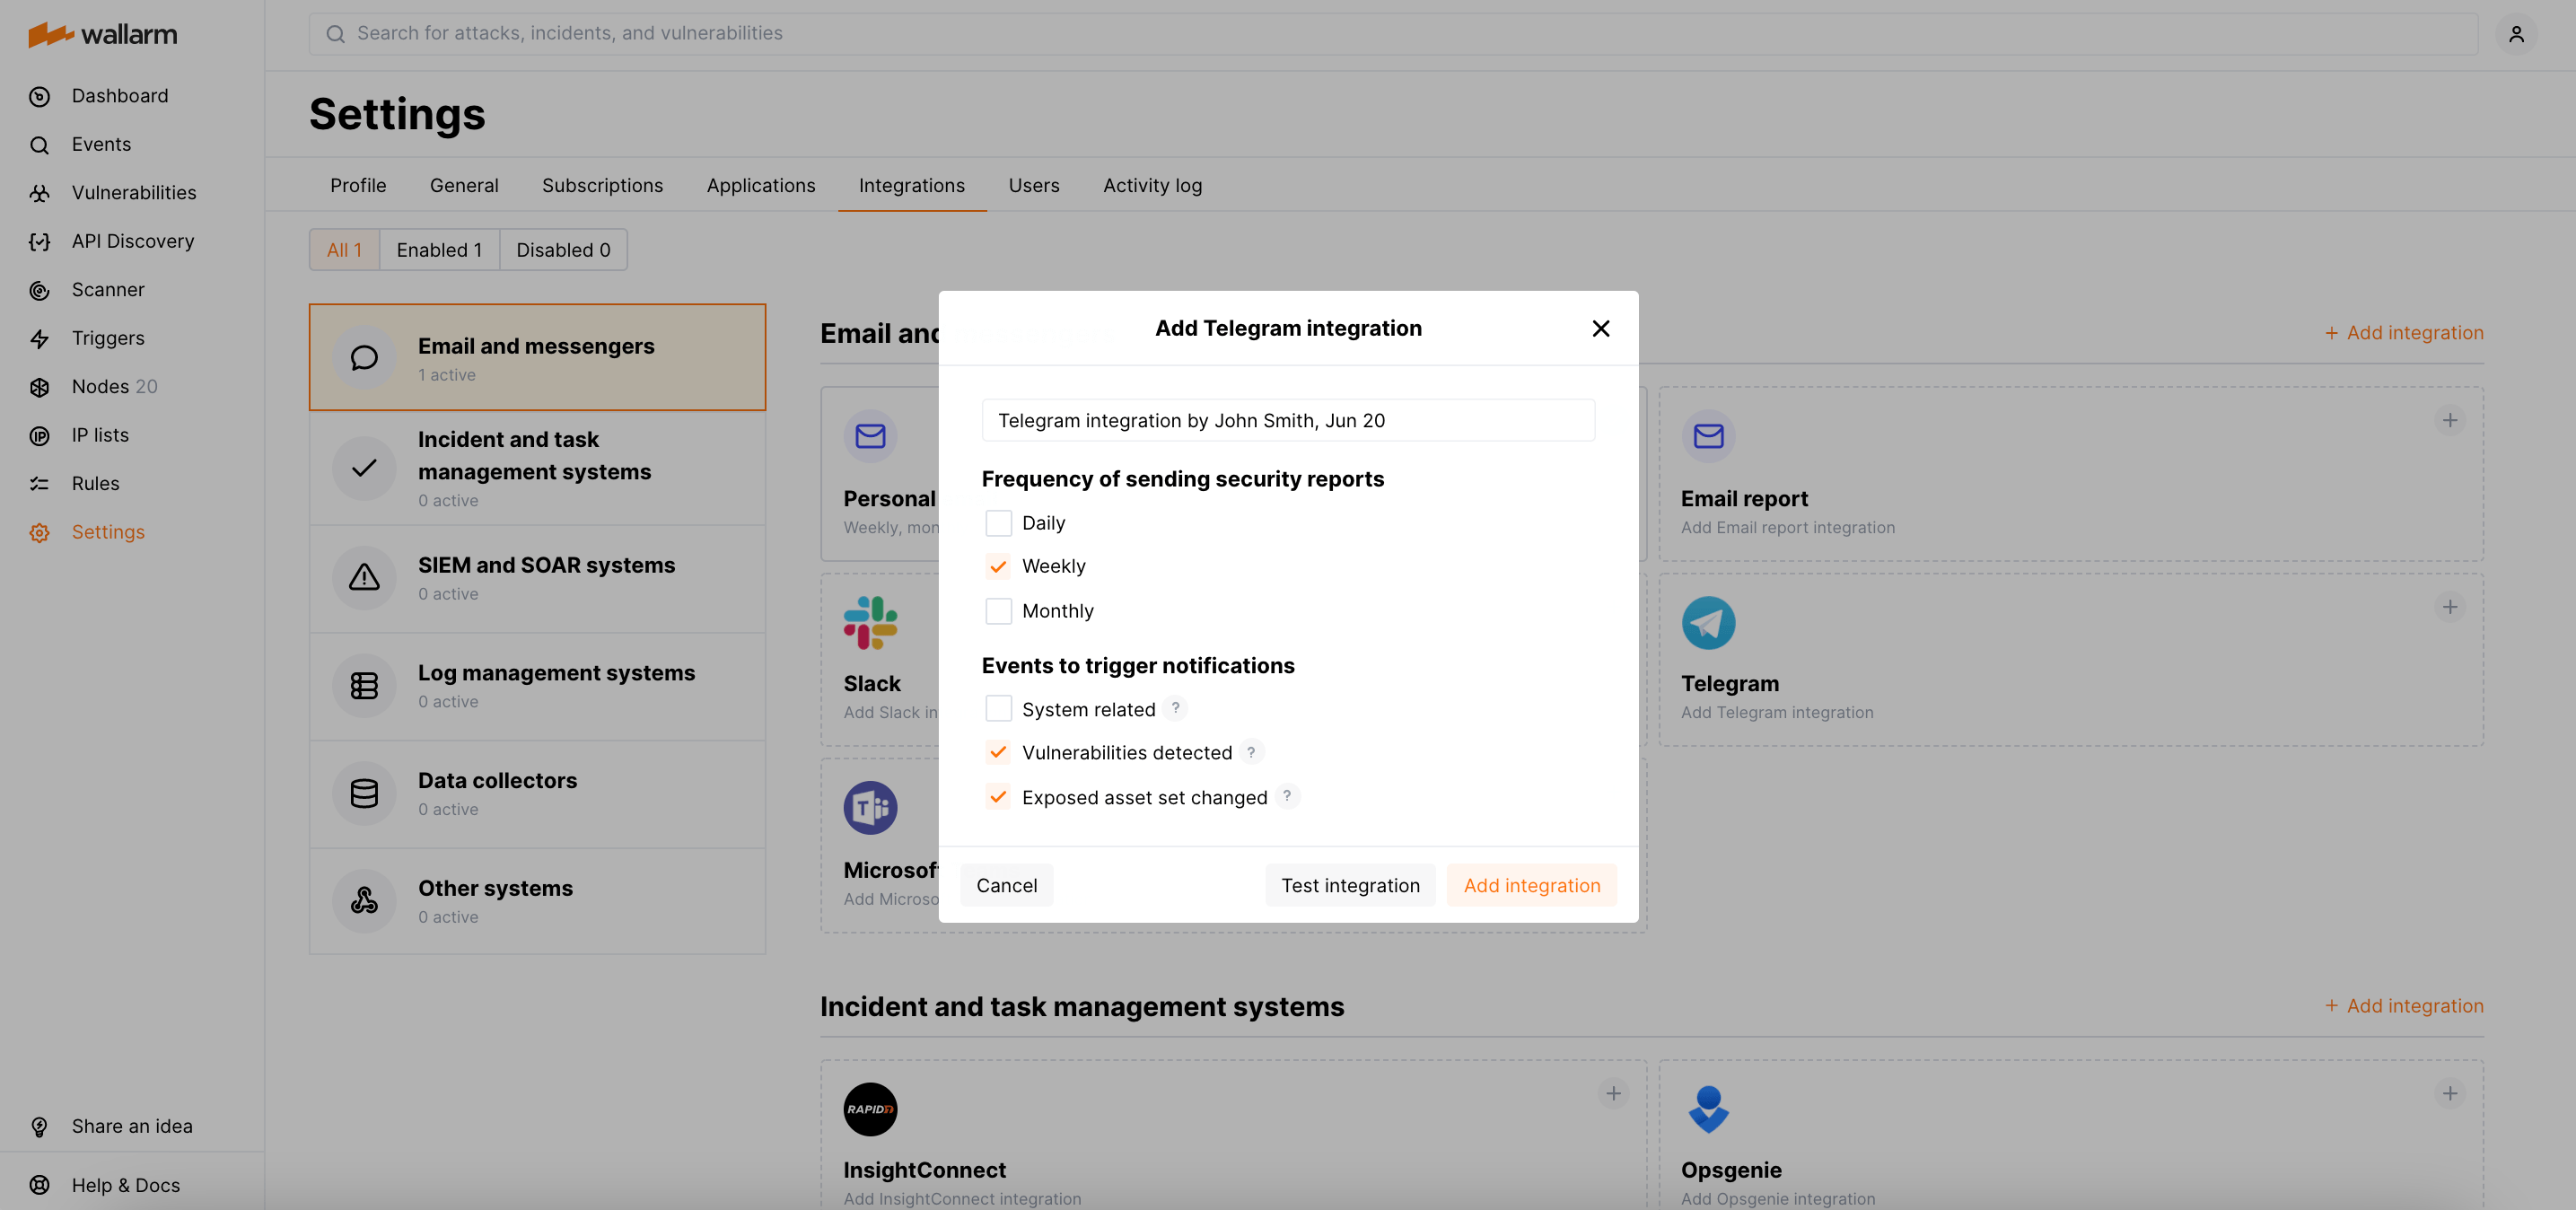 wallarm
Search for attacks, incidents, and vulnerabilities
Dashboard
Events
Vulnerabilities
API Discovery
Scanner
Triggers
Nodes 20
IP lists
Rules
Settings
Share an idea
Help & Docs
Settings
Profile General Subscriptions Applications Integrations Users Activity log
All 1 Enabled 1 Disabled 0
Email and messengers
1 active
Incident and task
management systems
0 active
SIEM and SOAR systems
0 active
Log management systems
0 active
Data collectors
0 active
Other systems
0 active
Email and
+ Add integration
Personal
Weekly, mon
Email report
Add Email report integration
Slack
Add Slack in
Telegram
Add Telegram integration
Microsof
Add Microso
Add Telegram integration
Telegram integration by John Smith, Jun 20
Frequency of sending security reports
Daily
Weekly
Monthly
Events to trigger notifications
System related ?
Vulnerabilities detected ?
Exposed asset set changed ?
Cancel Test integration Add integration
Incident and task management systems
+ Add integration
RAPID7
InsightConnect
Add InsightConnect integration
Opsgenie
Add Opsgenie integration